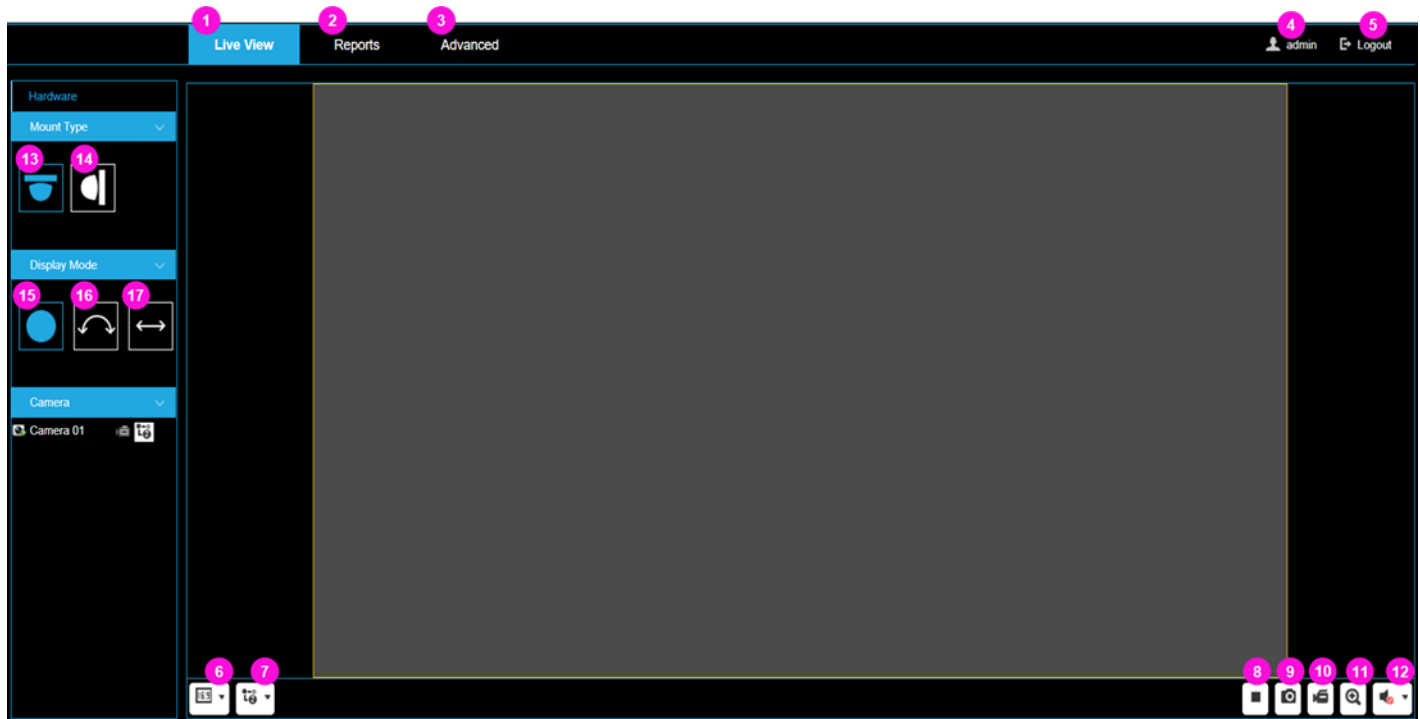 1 2 3 4 5
Live View Reports Advanced admin Logout
Hardware
Mount Type
13 14
Display Mode
15 16 17
Camera
Camera 01
6 7 8 9 10 11 12